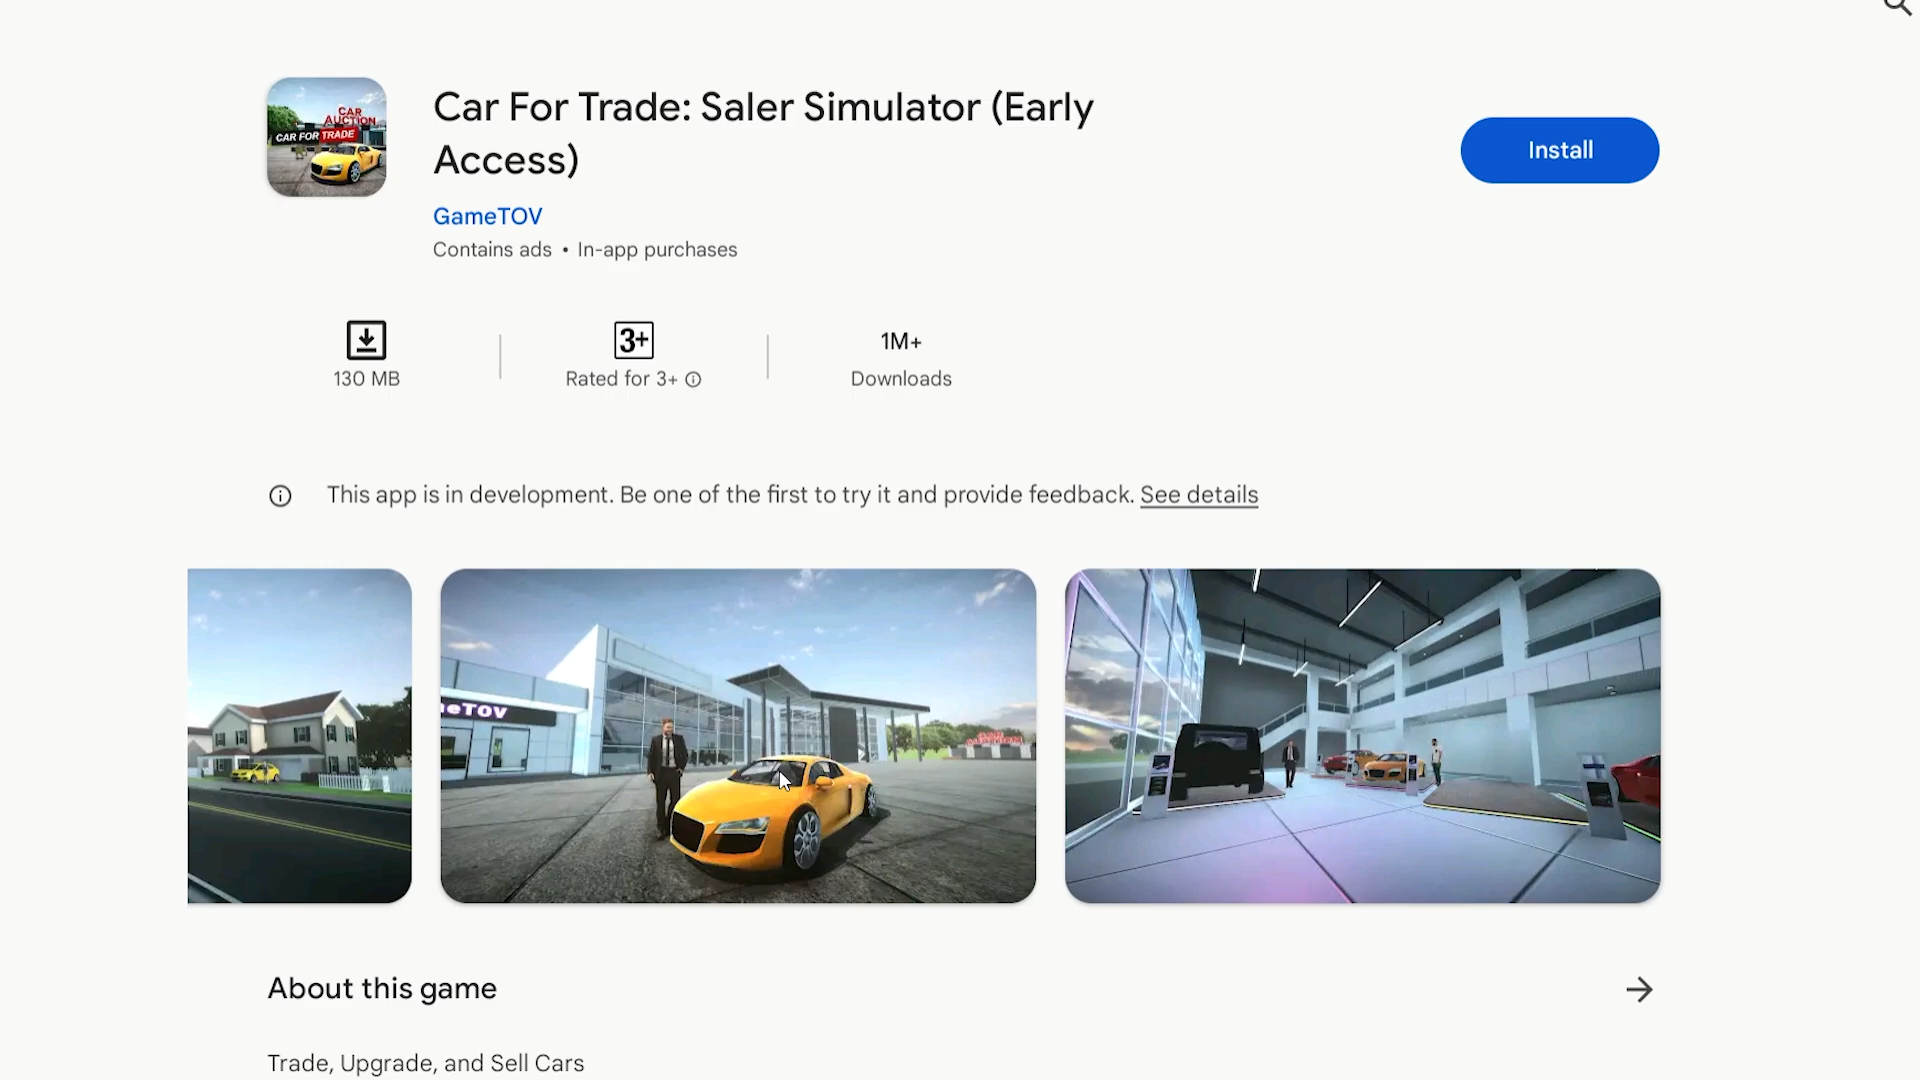 CAR
AUCTION
CAR FOR TRADE
Car For Trade: Saler Simulator (Early
Access)
GameTOV
Contains ads • In-app purchases
Install
3+
1M+
130 MB
Rated for 3+
Downloads
This app is in development. Be one of the first to try it and provide feedback. See details
eTOV
About this game
Trade, Upgrade, and Sell Cars